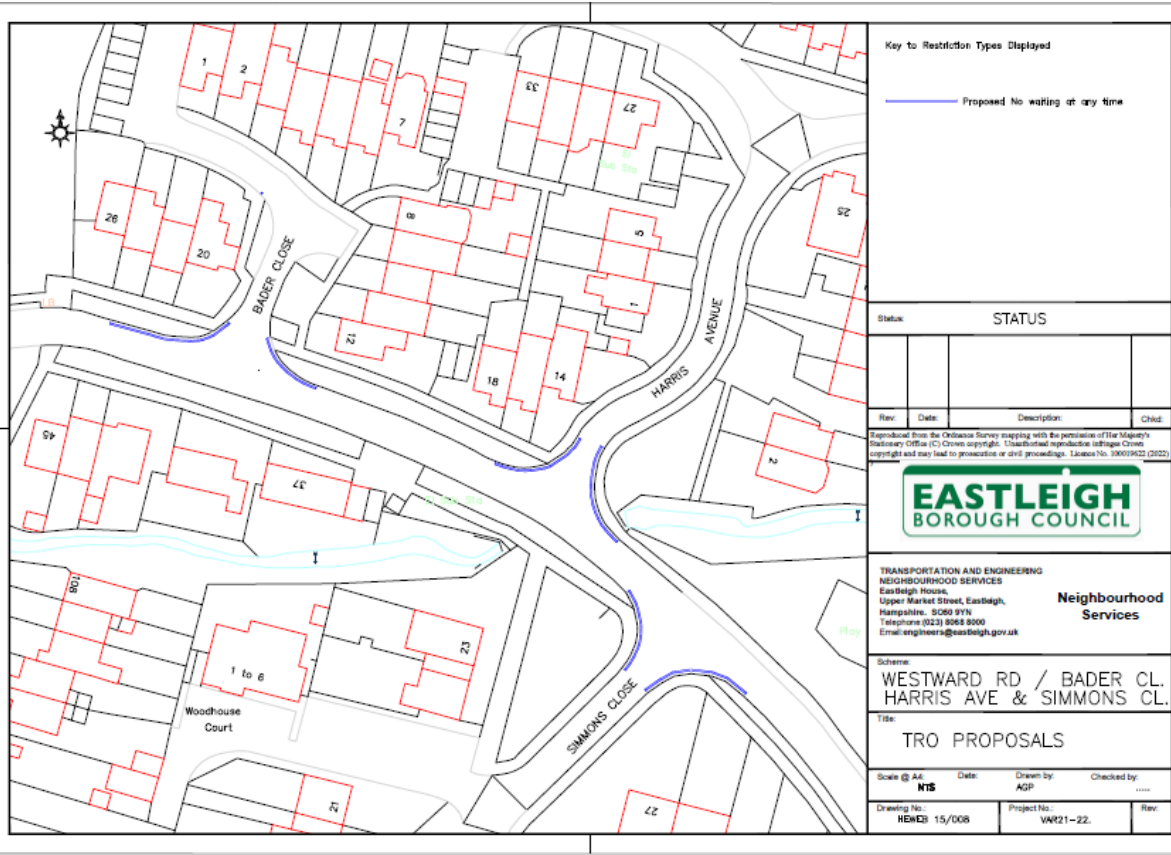 1
2
7
33
27
El
Sub Sta
26
20
BADER CLOSE
8
5
1
25
12
18
14
HARRIS
AVENUE
LB
45
37
El Sub Sta
2
108
1 to 6
23
Woodhouse
Court
SIMMONS CLOSE
Play
21
27
Key to Restriction Types Displayed
Proposed No waiting at any time
Status:
STATUS
Rev: Date: Description: Chkd:
Reproduced from the Ordnance Survey mapping with the permission of Her Majesty's
Stationery Office (C) Crown copyright. Unauthorised reproduction infringes Crown
copyright and may lead to prosecution or civil proceedings. Licence No. 100019622 (2022)
EASTLEIGH
BOROUGH COUNCIL
TRANSPORTATION AND ENGINEERING
NEIGHBOURHOOD SERVICES
Eastleigh House,
Upper Market Street, Eastleigh,
Hampshire. SO50 9YN
Telephone:(023) 8068 8000
Email:engineers@eastleigh.gov.uk
Neighbourhood
Services
Scheme:
WESTWARD RD / BADER CL.
HARRIS AVE & SIMMONS CL.
Title:
TRO PROPOSALS
Scale @ A4: Date: Drawn by: Checked by:
NTS AGP .....
Drawing No.: Project No.: Rev:
HEWEB 15/008 VAR21-22.